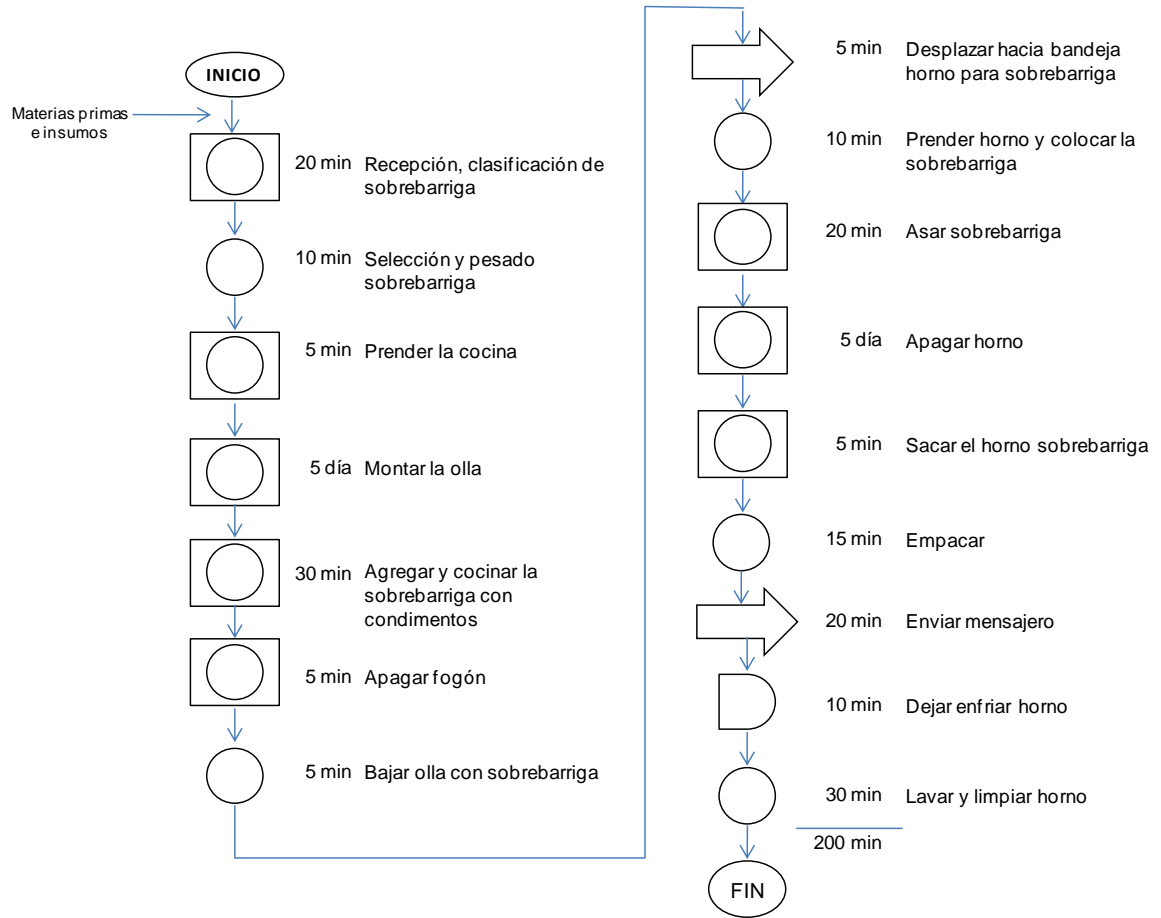 INICIO
Materias primas
e insumos
20 min Recepción, clasificación de
sobrebarriga
10 min Selección y pesado
sobrebarriga
5 min Prender la cocina
5 día Montar la olla
30 min Agregar y cocinar la
sobrebarriga con
condimentos
5 min Apagar fogón
5 min Bajar olla con sobrebarriga
5 min Desplazar hacia bandeja
horno para sobrebarriga
10 min Prender horno y colocar la
sobrebarriga
20 min Asar sobrebarriga
5 día Apagar horno
5 min Sacar el horno sobrebarriga
15 min Empacar
20 min Enviar mensajero
10 min Dejar enfriar horno
30 min Lavar y limpiar horno
200 min
FIN